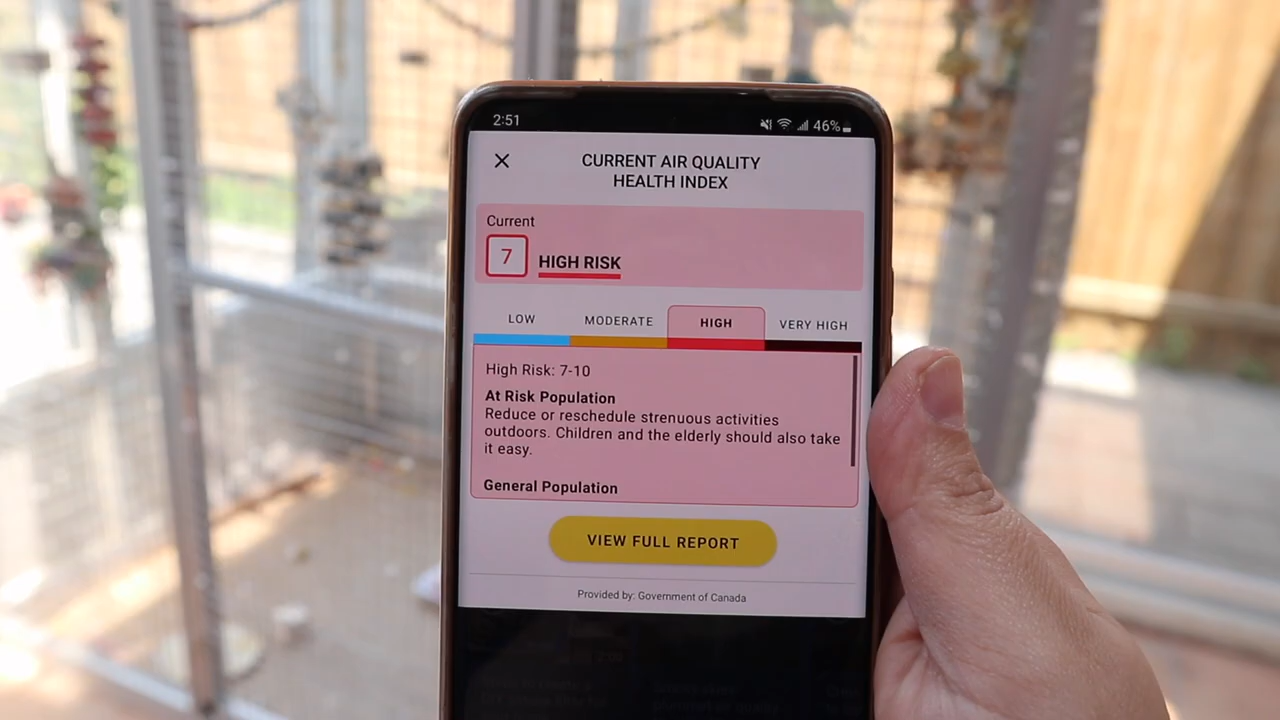 2:51 46%
CURRENT AIR QUALITY
HEALTH INDEX
Current
7 HIGH RISK
LOW MODERATE HIGH VERY HIGH
High Risk: 7-10
At Risk Population
Reduce or reschedule strenuous activities
outdoors. Children and the elderly should also take
it easy.
General Population
VIEW FULL REPORT
Provided by: Government of Canada